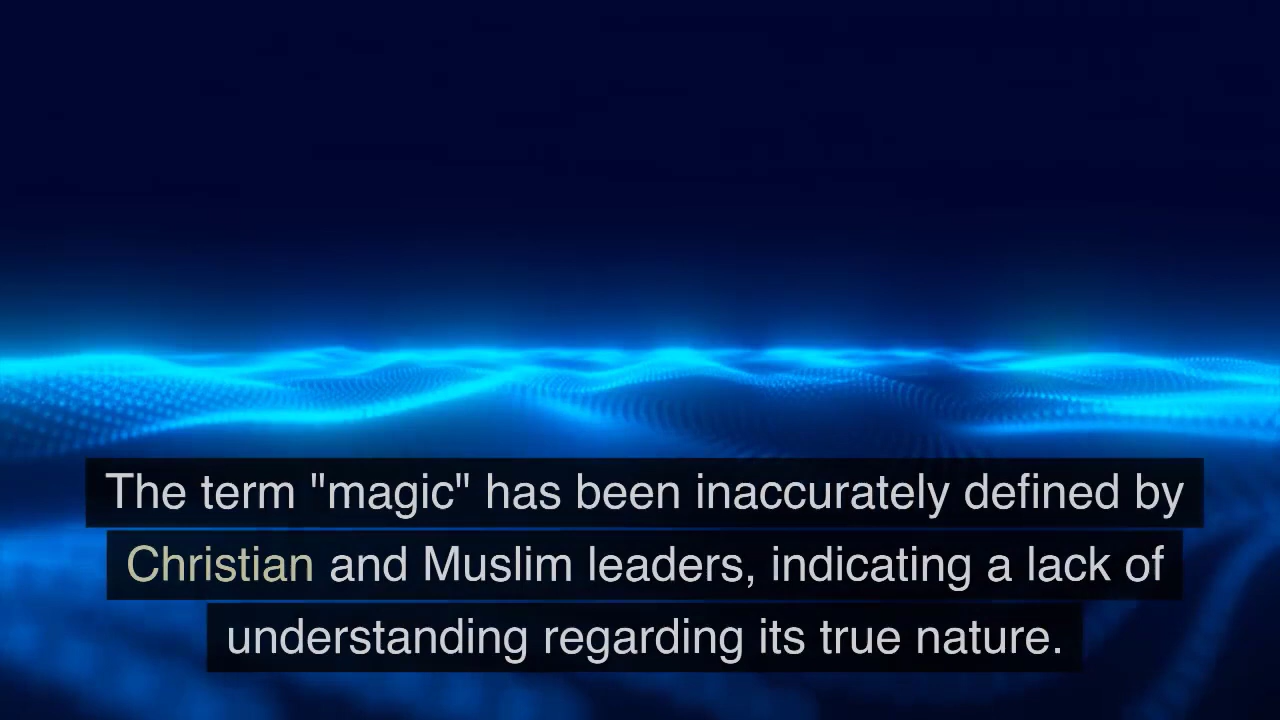 The term "magic" has been inaccurately defined by
Christian and Muslim leaders, indicating a lack of
understanding regarding its true nature.